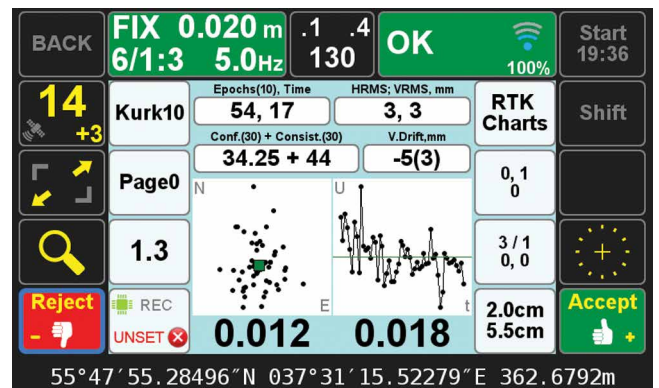 BACK
FIX 0.020 m
6/1:3 5.0Hz
.1 .4
130
OK
100%
Start
19:36
14
+3
Kurk10
Epochs(10), Time
54, 17
HRMS; VRMS, mm
3, 3
RTK
Charts
Shift
Conf.(30) + Consist.(30)
34.25 + 44
V.Drift,mm
-5(3)
Page0
N
E
U
t
0, 1
0
1.3
3 / 1
0, 0
Reject
-
REC
UNSET
0.012
0.018
2.0cm
5.5cm
Accept
+
55°47′55.28496″N 037°31′15.52279″E 362.6792m